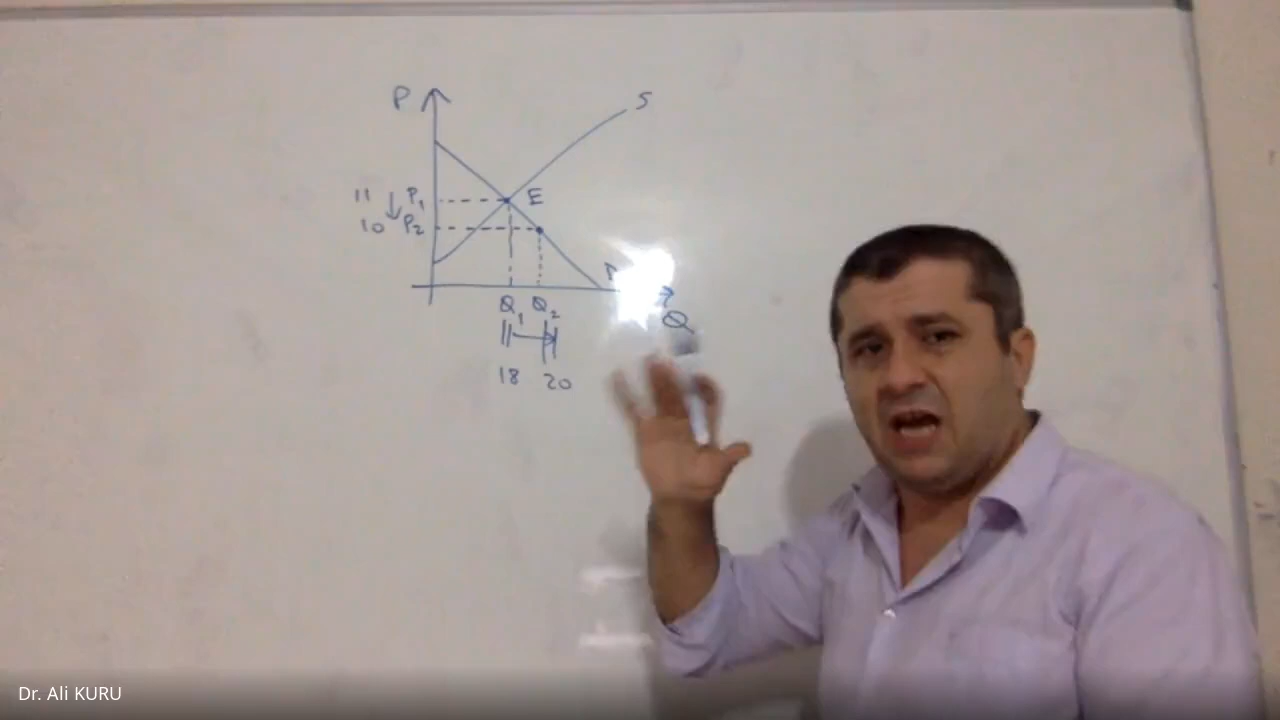 P
S
11 P₁ E
10 P₂
D
Q₁ Q₂ Q
18 20
Dr. Ali KURU